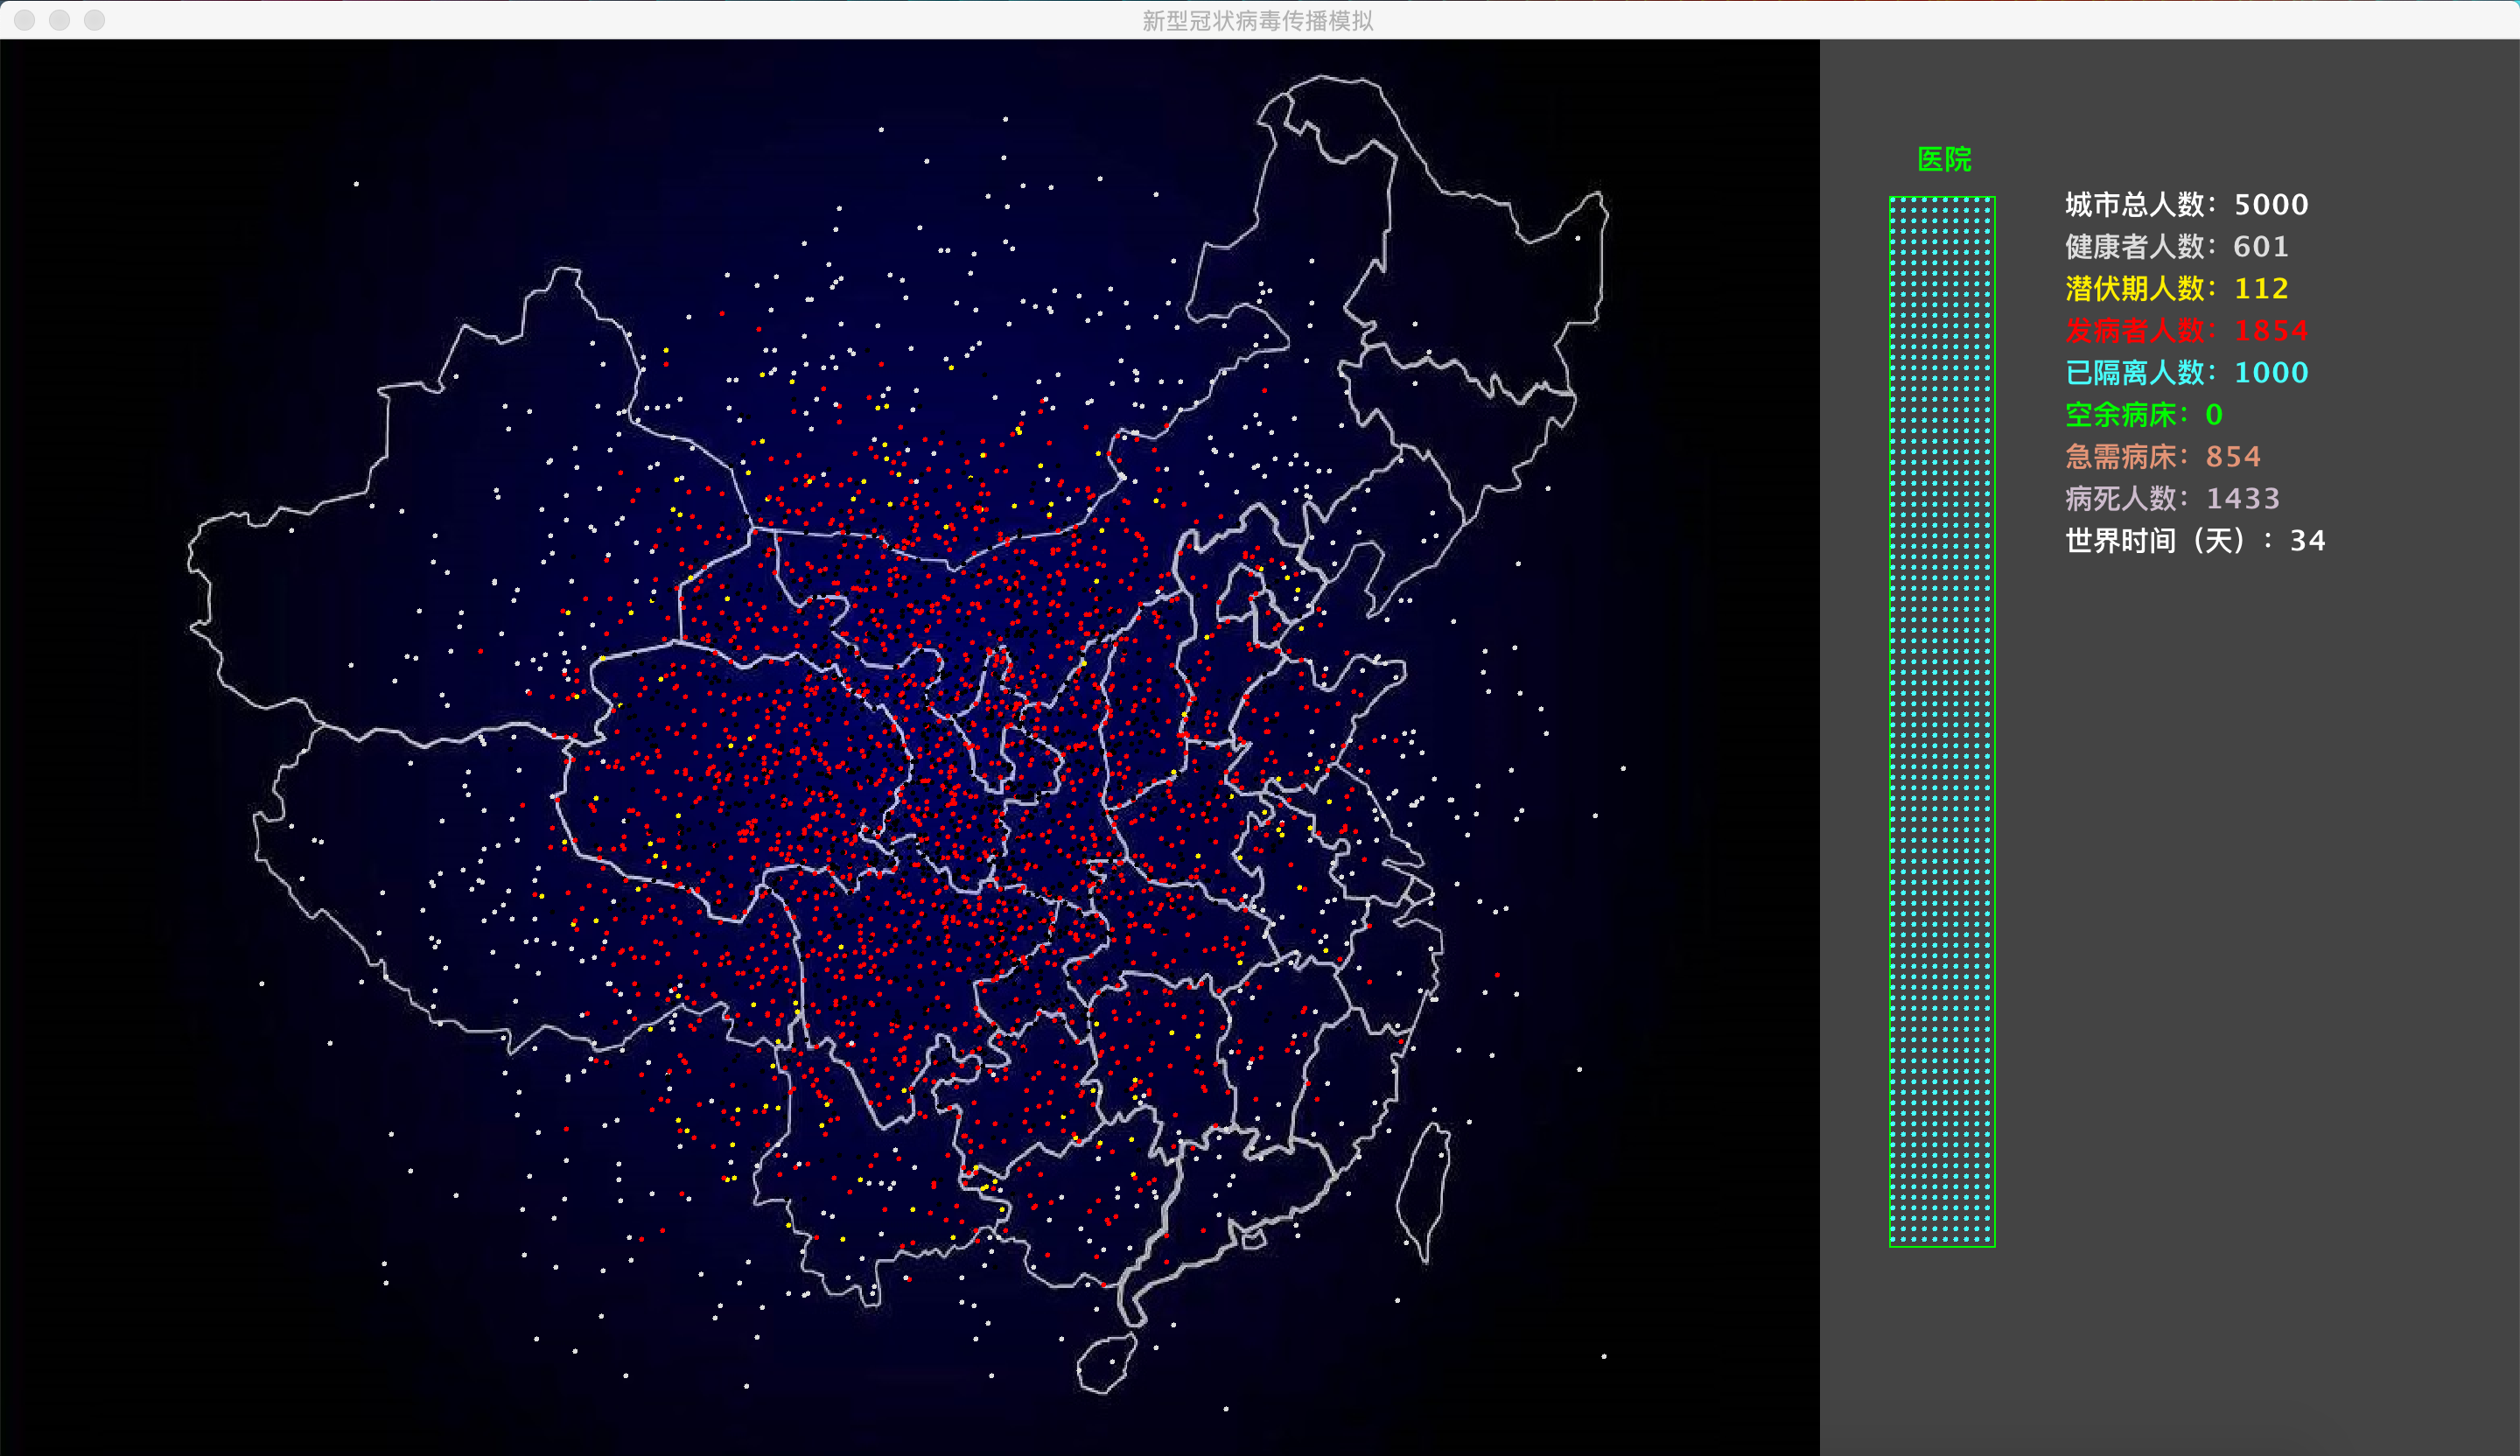 新型冠状病毒传播模拟
医院
城市总人数：5000
健康者人数：601
潜伏期人数：112
发病者人数：1854
已隔离人数：1000
空余病床：0
急需病床：854
病死人数：1433
世界时间（天）：34